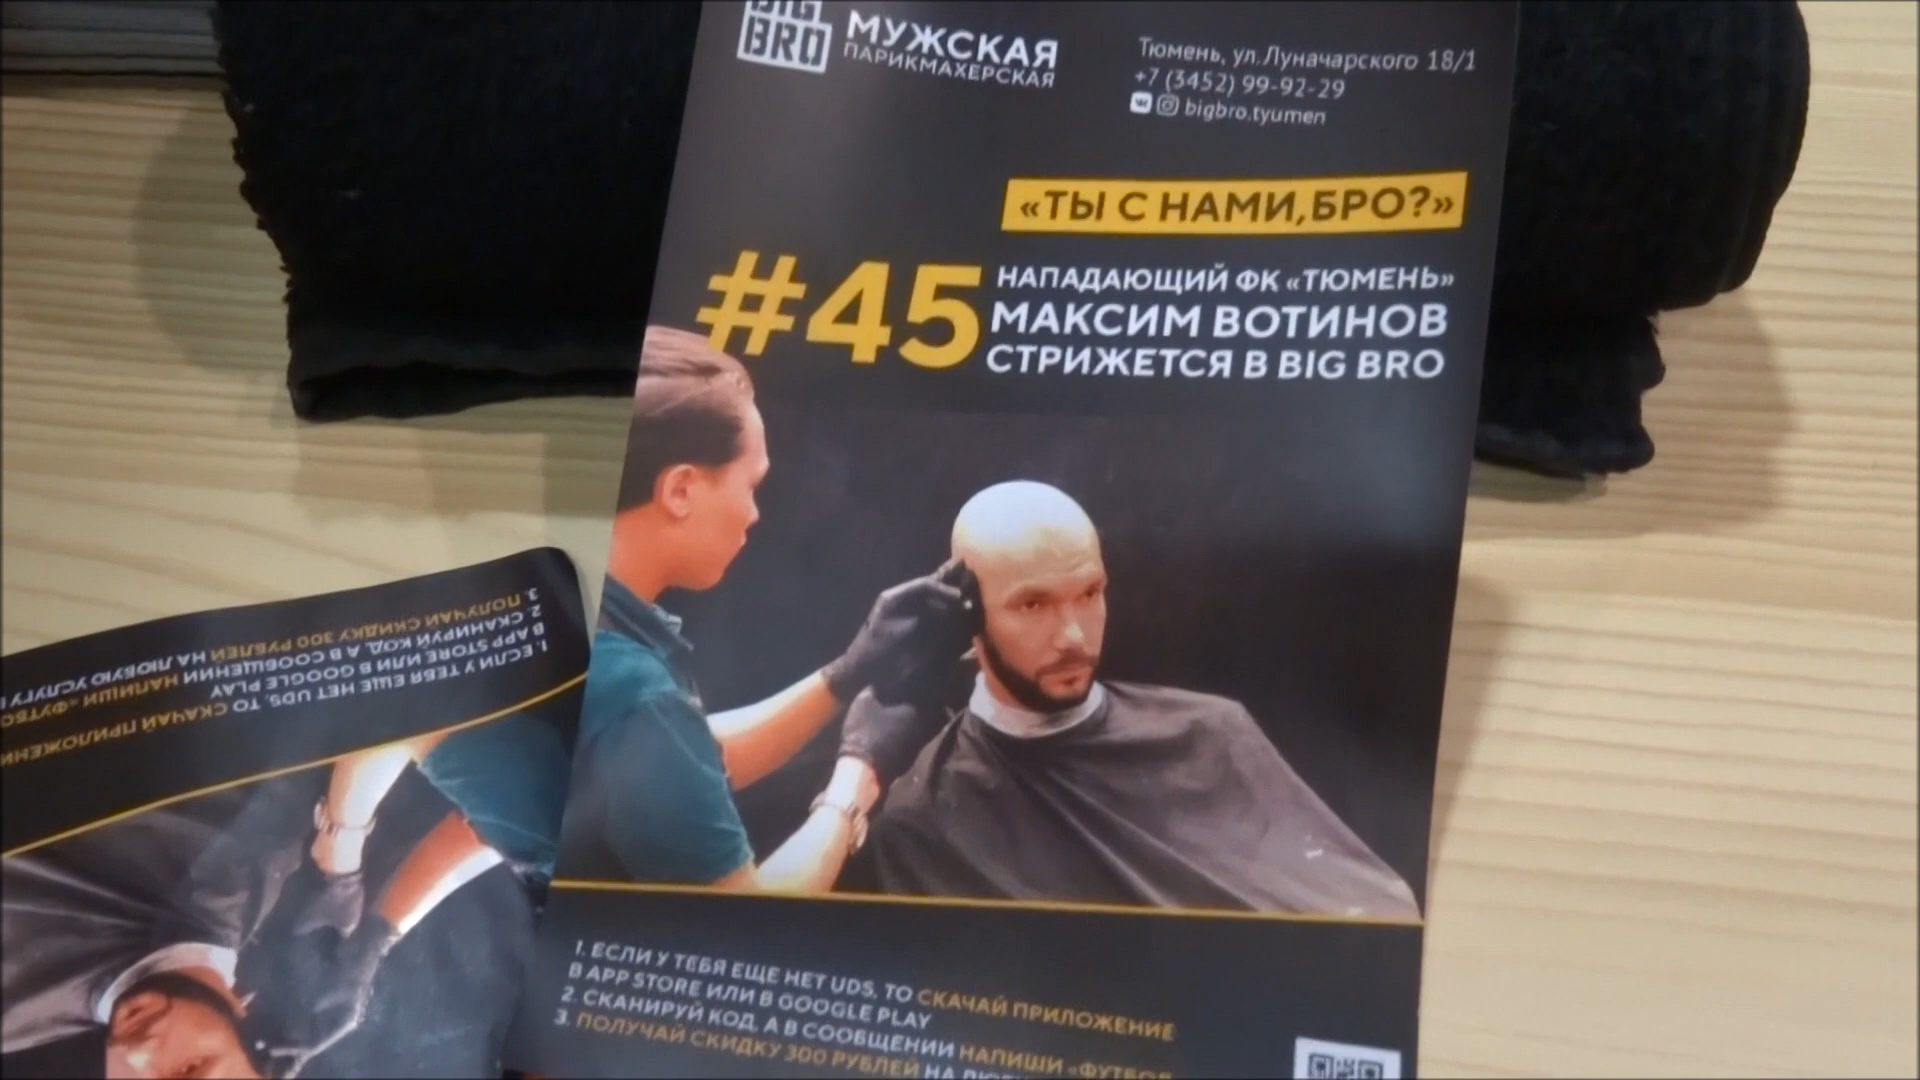 BIG
BRO
МУЖСКАЯ
ПАРИКМАХЕРСКАЯ
Тюмень, ул.Луначарского 18/1
+7 (3452) 99-92-29
bigbro.tyumen
«ТЫ С НАМИ,БРО?»
#45
НАПАДАЮЩИЙ ФК «ТЮМЕНЬ»
МАКСИМ ВОТИНОВ
СТРИЖЕТСЯ В BIG BRO
1. ЕСЛИ У ТЕБЯ ЕЩЕ НЕТ UDS, ТО СКАЧАЙ ПРИЛОЖЕНИЕ
В APP STORE ИЛИ В GOOGLE PLAY
2. СКАНИРУЙ КОД, А В СООБЩЕНИИ НАПИШИ «ФУТБОЛ
3. ПОЛУЧАЙ СКИДКУ 300 РУБЛЕЙ НА
1. ЕСЛИ У ТЕБЯ ЕЩЕ НЕТ UDS, ТО СКАЧАЙ ПРИЛОЖЕНИ
В APP STORE ИЛИ В GOOGLE PLAY
2. СКАНИРУЙ КОД, А В СООБЩЕНИИ НАПИШИ «ФУТБО
3. ПОЛУЧАЙ СКИДКУ 300 РУБЛЕЙ НА ЛЮБУЮ УСЛУГУ